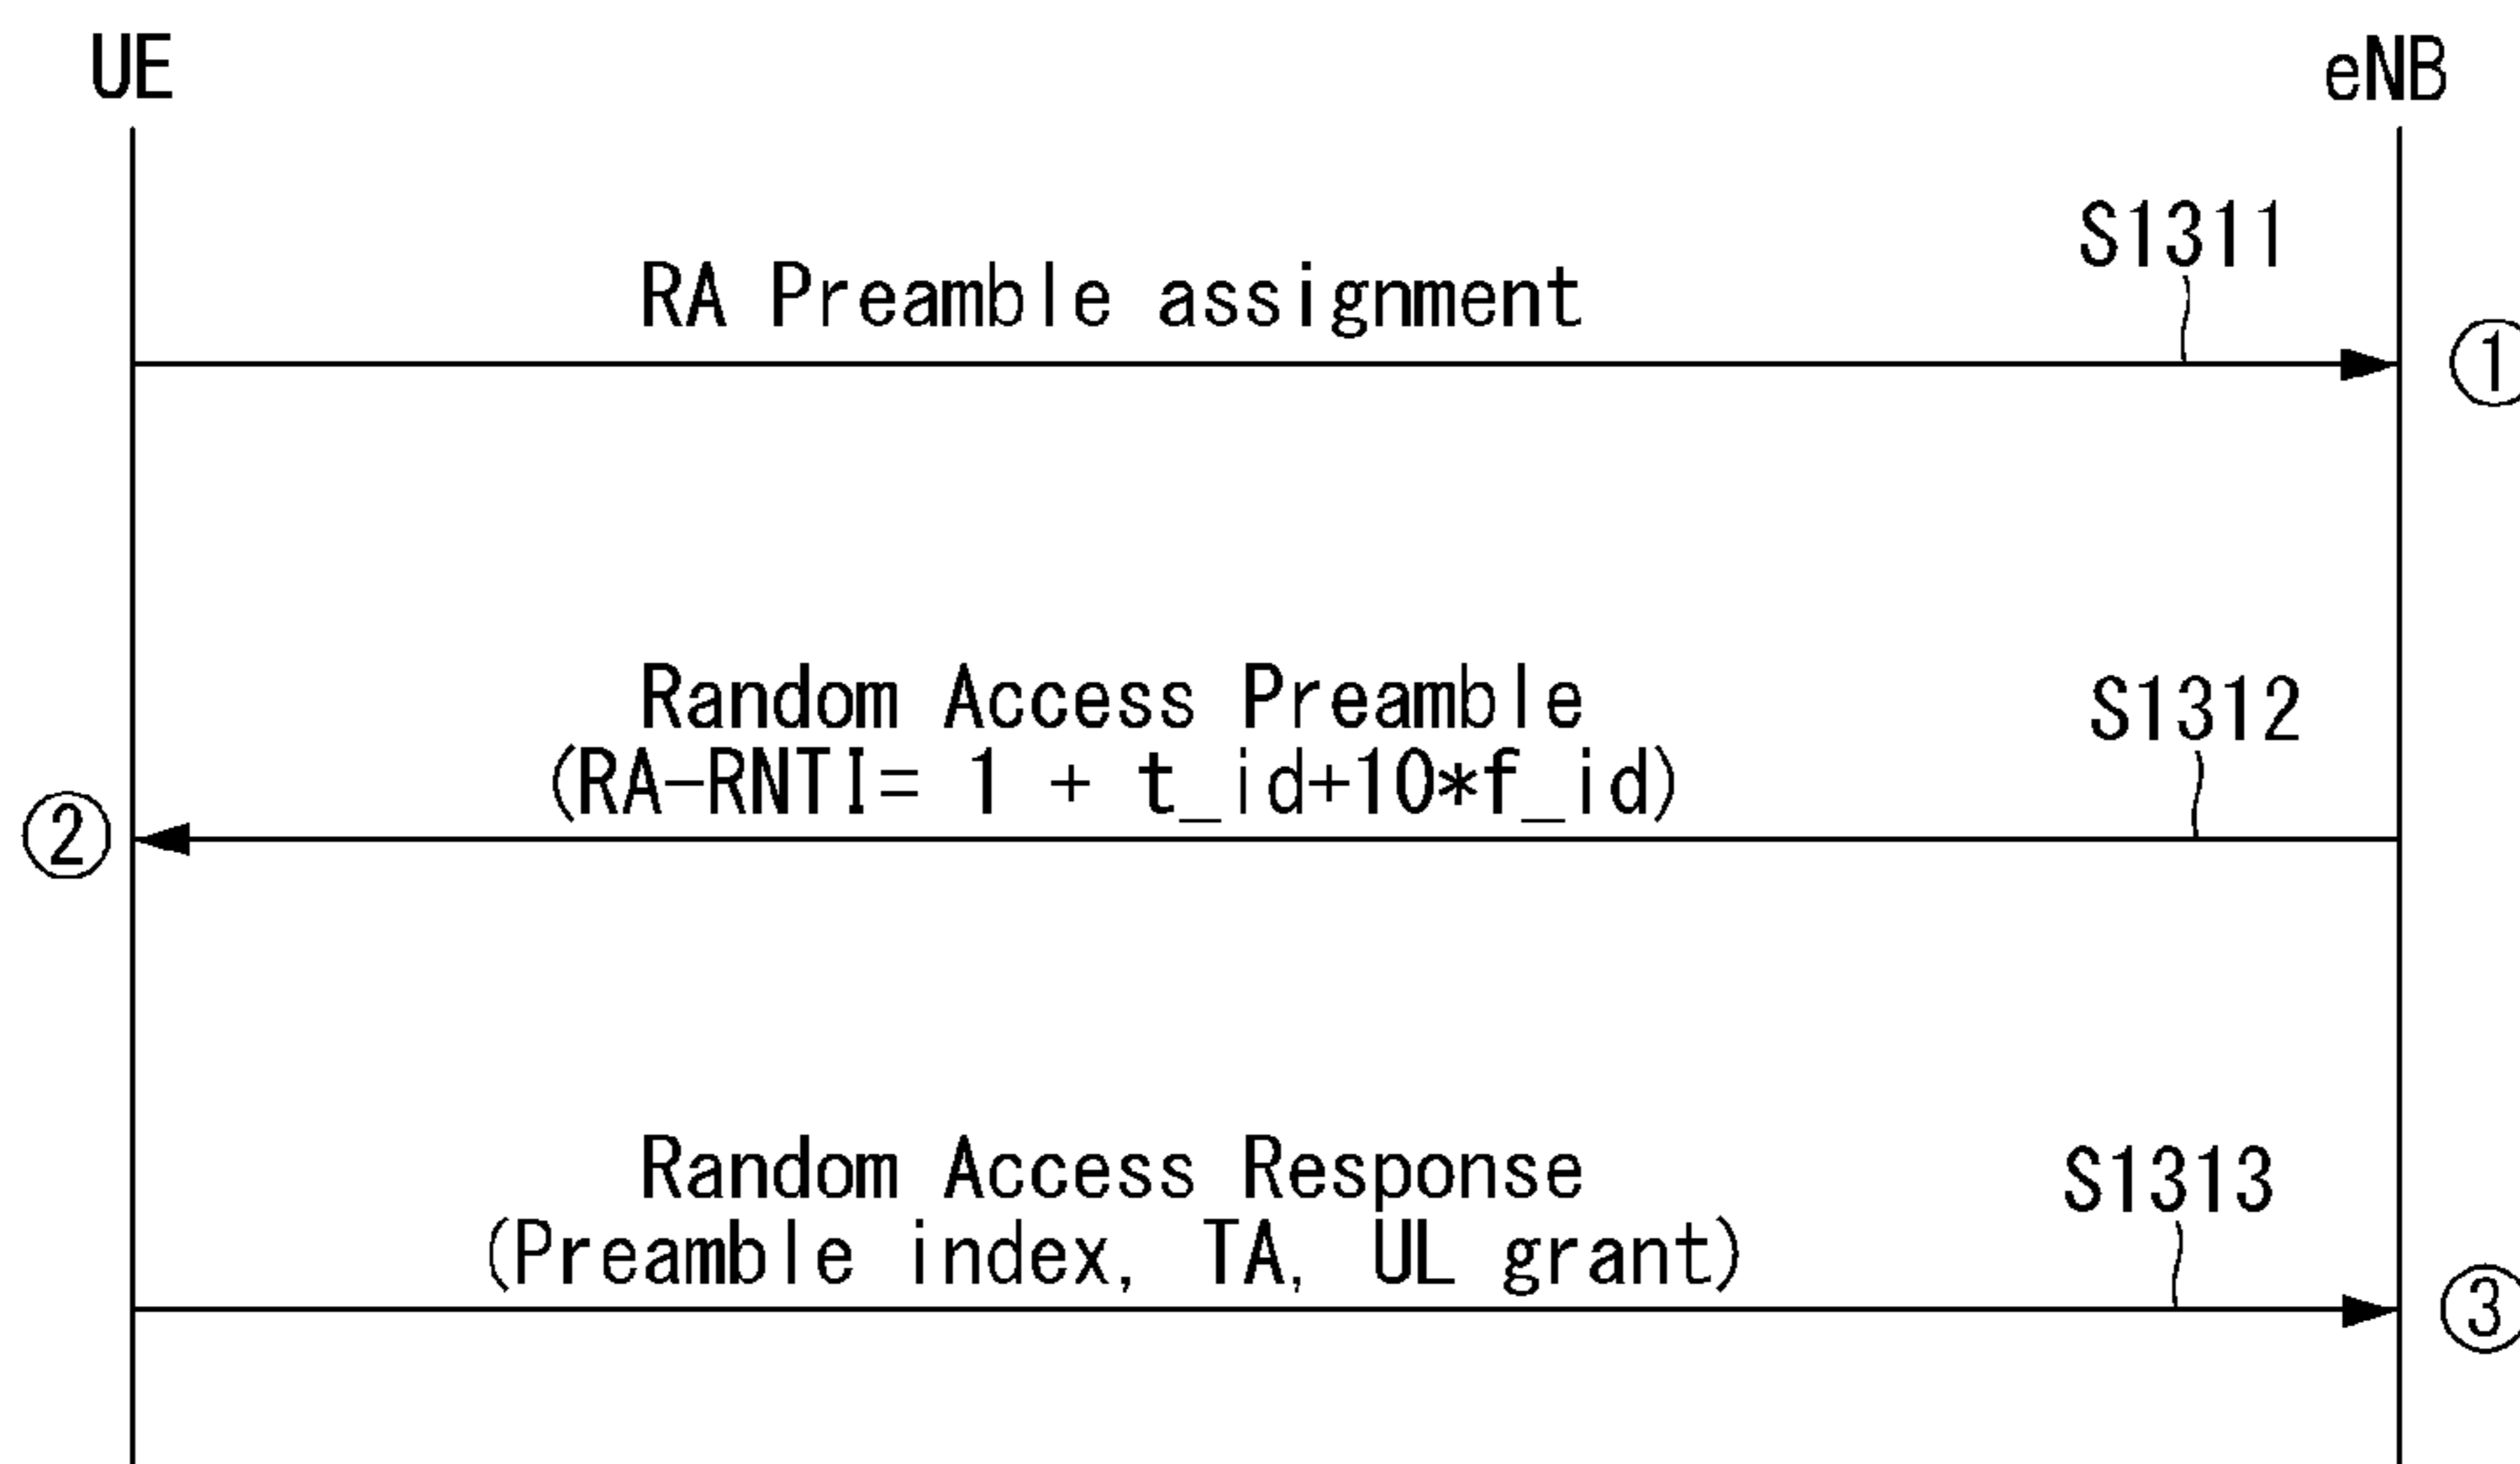 UE
eNB
S1311
RA Preamble assignment
①
Random Access Preamble
S1312
(RA-RNTI= 1 + t_id+10*f_id)
②
Random Access Response
S1313
(Preamble index, TA, UL grant)
③